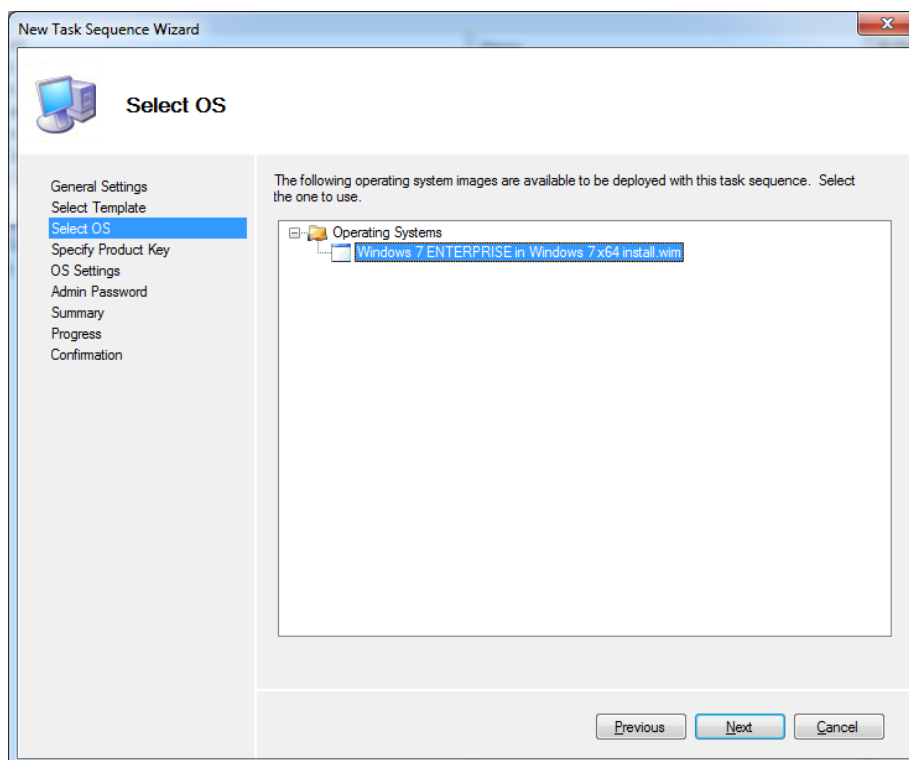 New Task Sequence Wizard
Select OS
General Settings
Select Template
Select OS
Specify Product Key
OS Settings
Admin Password
Summary
Progress
Confirmation
The following operating system images are available to be deployed with this task sequence.  Select
the one to use.
Operating Systems
Windows 7 ENTERPRISE in Windows 7 x64 install.wim
Previous
Next
Cancel